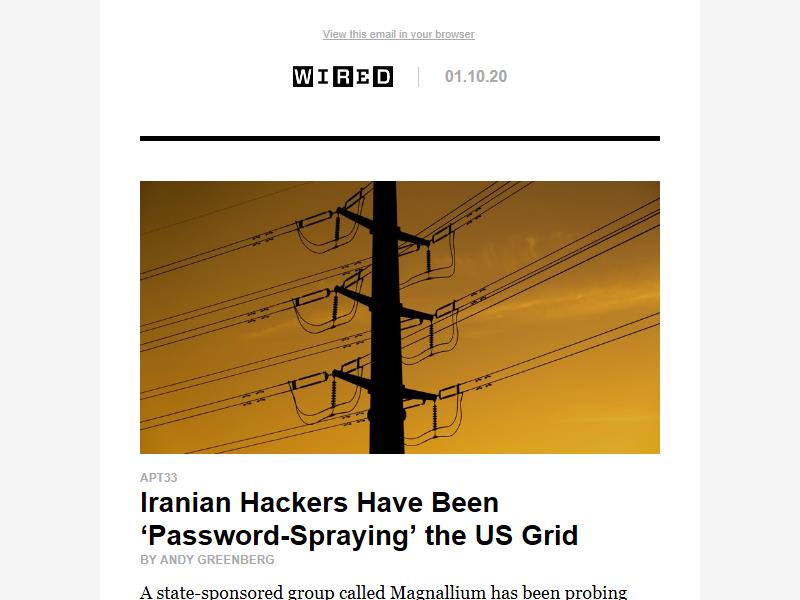 View this email in your browser
WIRED
01.10.20
APT33
Iranian Hackers Have Been
‘Password-Spraying’ the US Grid
BY ANDY GREENBERG
A state-sponsored group called Magnallium has been probing